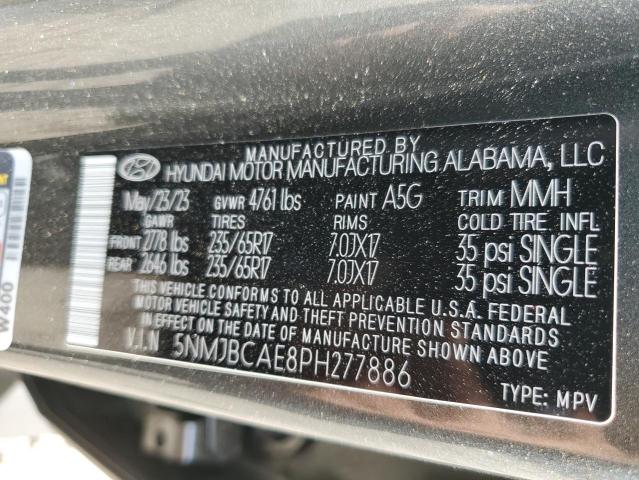 MANUFACTURED BY
HYUNDAI MOTOR MANUFACTURING ALABAMA, LLC
May/23/23 GVWR 4761 lbs PAINT A5G TRIM MMH
GAWR TIRES RIMS COLD TIRE INFL
FRONT 2778 lbs 235/65R17 7.0JX17 35 psi SINGLE
REAR 2646 lbs 235/65R17 7.0JX17 35 psi SINGLE
THIS VEHICLE CONFORMS TO ALL APPLICABLE U.S.A. FEDERAL
MOTOR VEHICLE SAFETY AND THEFT PREVENTION STANDARDS
IN EFFECT ON THE DATE OF MANUFACTURE SHOWN ABOVE.
V.I.N 5NMJBCAE8PH277886
TYPE: MPV
W400